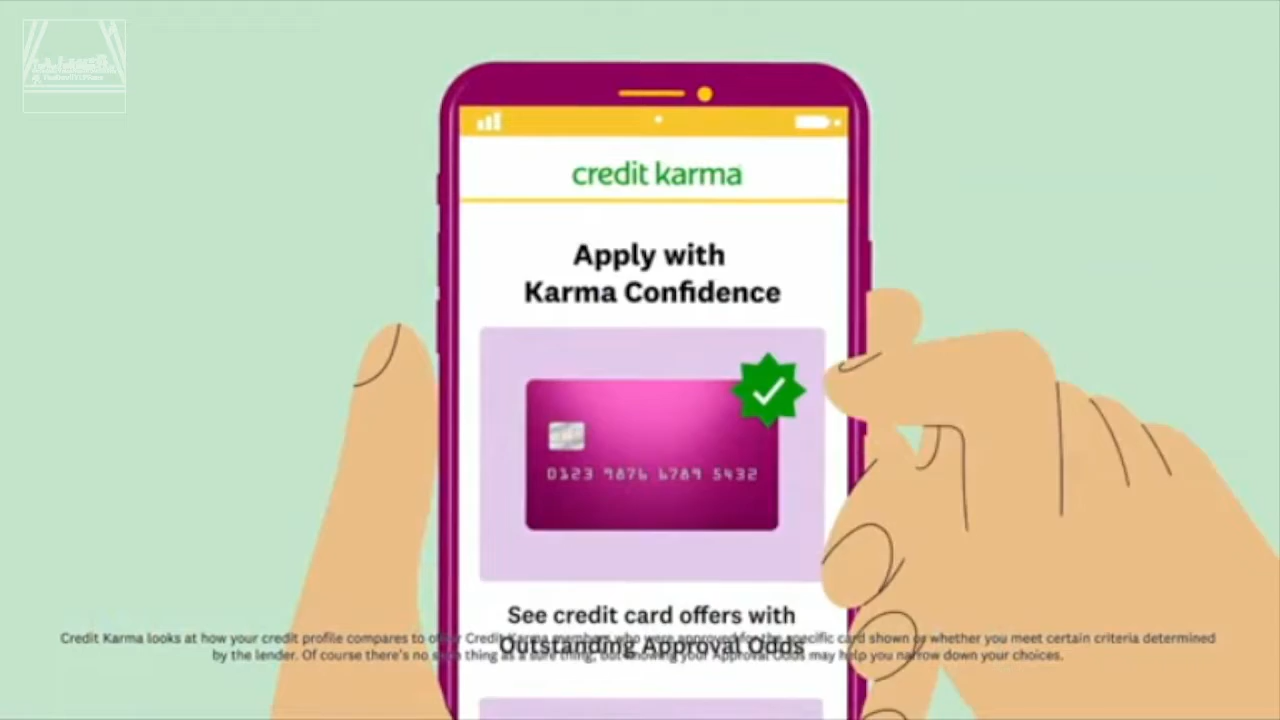 credit karma
Apply with
Karma Confidence
0123 9876 6789 5432
See credit card offers with
Outstanding Approval Odds
Credit Karma looks at how your credit profile compares to other Credit Karma members who were approved for the specific card shown or whether you meet certain criteria determined
by the lender. Of course there's no such thing as a sure thing, but knowing your Approval Odds may help you narrow down your choices.